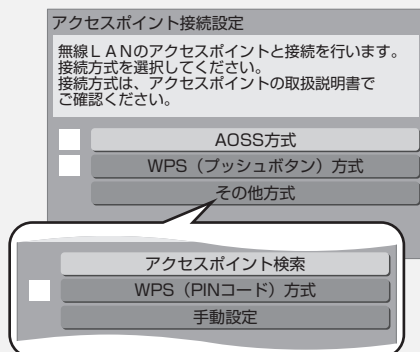 アクセスポイント接続設定
無線ＬＡＮのアクセスポイントと接続を行います。
接続方式を選択してください。
接続方式は、アクセスポイントの取扱説明書で
ご確認ください。
AOSS方式
WPS（プッシュボタン）方式
その他方式
アクセスポイント検索
WPS（PINコード）方式
手動設定